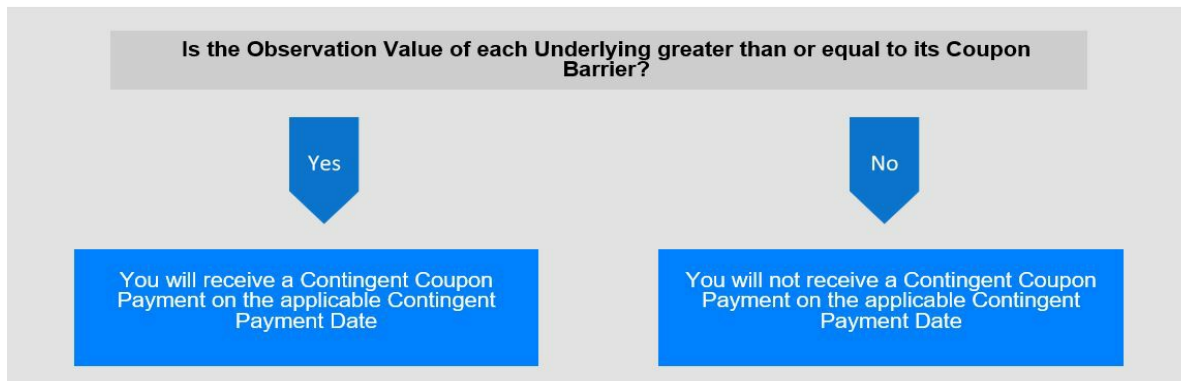 Is the Observation Value of each Underlying greater than or equal to its Coupon
Barrier?
Yes
No
You will receive a Contingent Coupon
Payment on the applicable Contingent
Payment Date
You will not receive a Contingent Coupon
Payment on the applicable Contingent
Payment Date